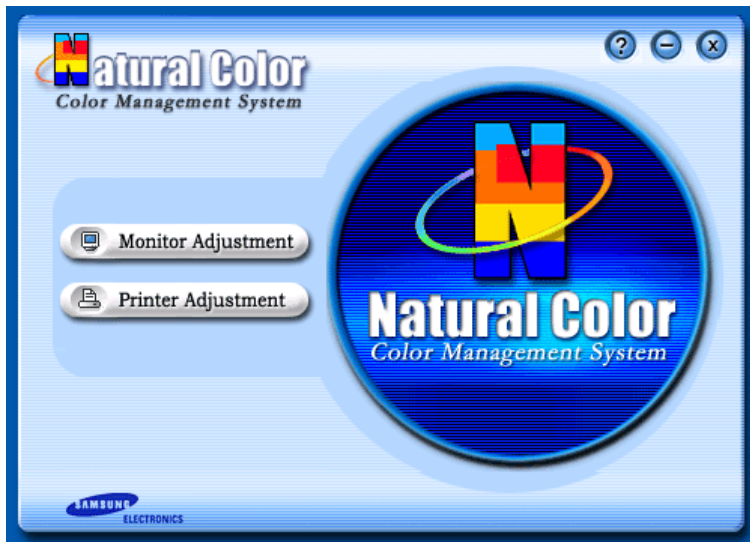 Natural Color
Color Management System
?
x
Monitor Adjustment
Printer Adjustment
N
Natural Color
Color Management System
SAMSUNG
ELECTRONICS